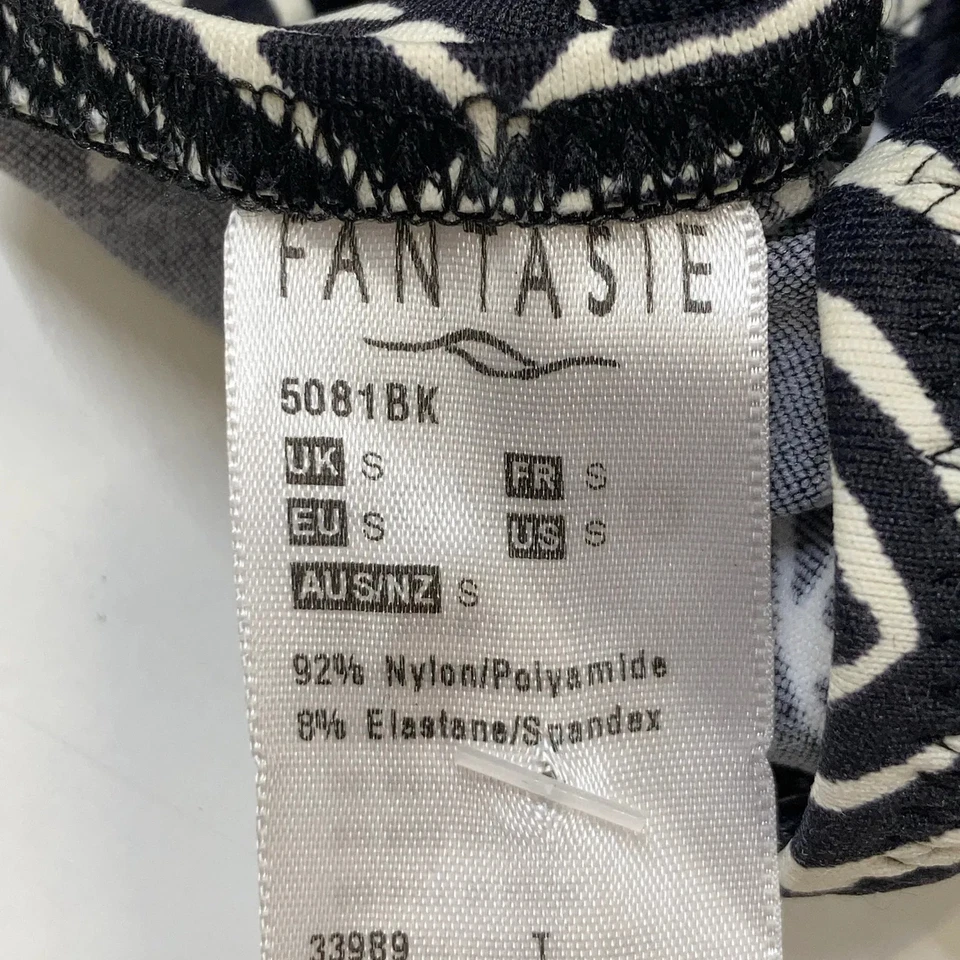 FANTASIE
5081BK
UK S FR S
EU S US S
AUS/NZ S
92% Nylon/Polyamide
8% Elastane/Spandex
33989 T